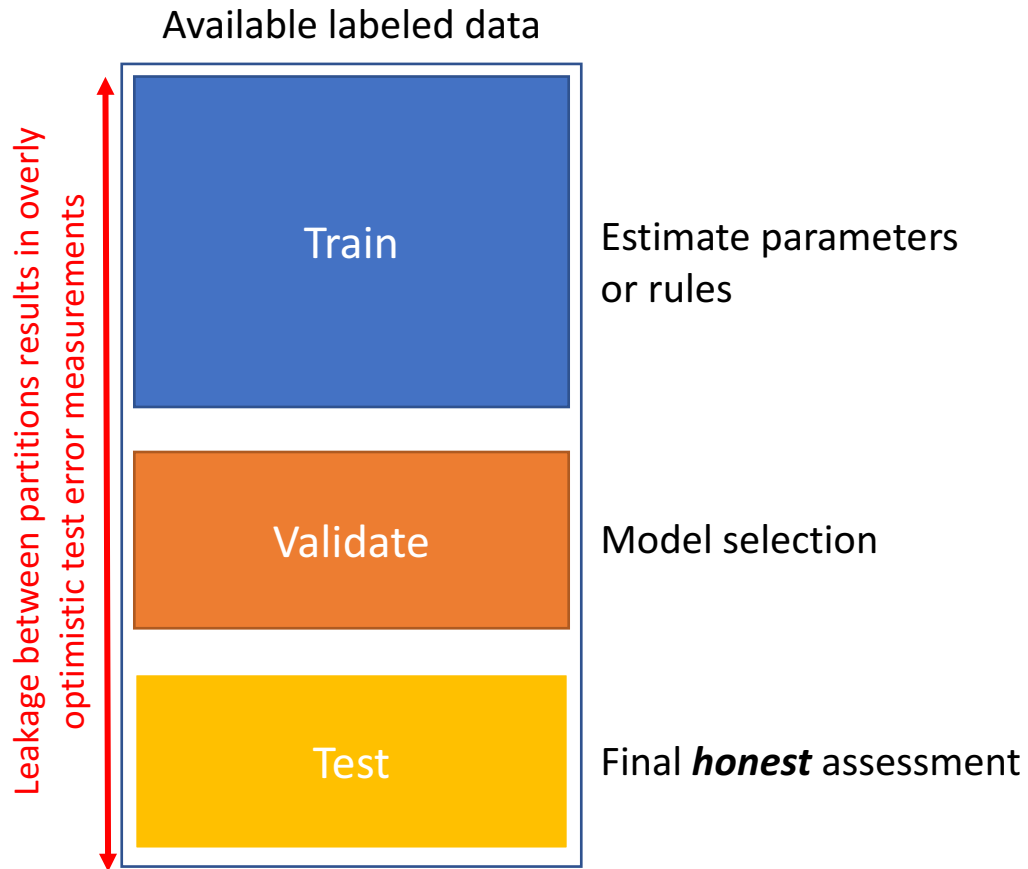 Available labeled data
Leakage between partitions results in overly
optimistic test error measurements
Train
Estimate parameters
or rules
Validate
Model selection
Test
Final honest assessment